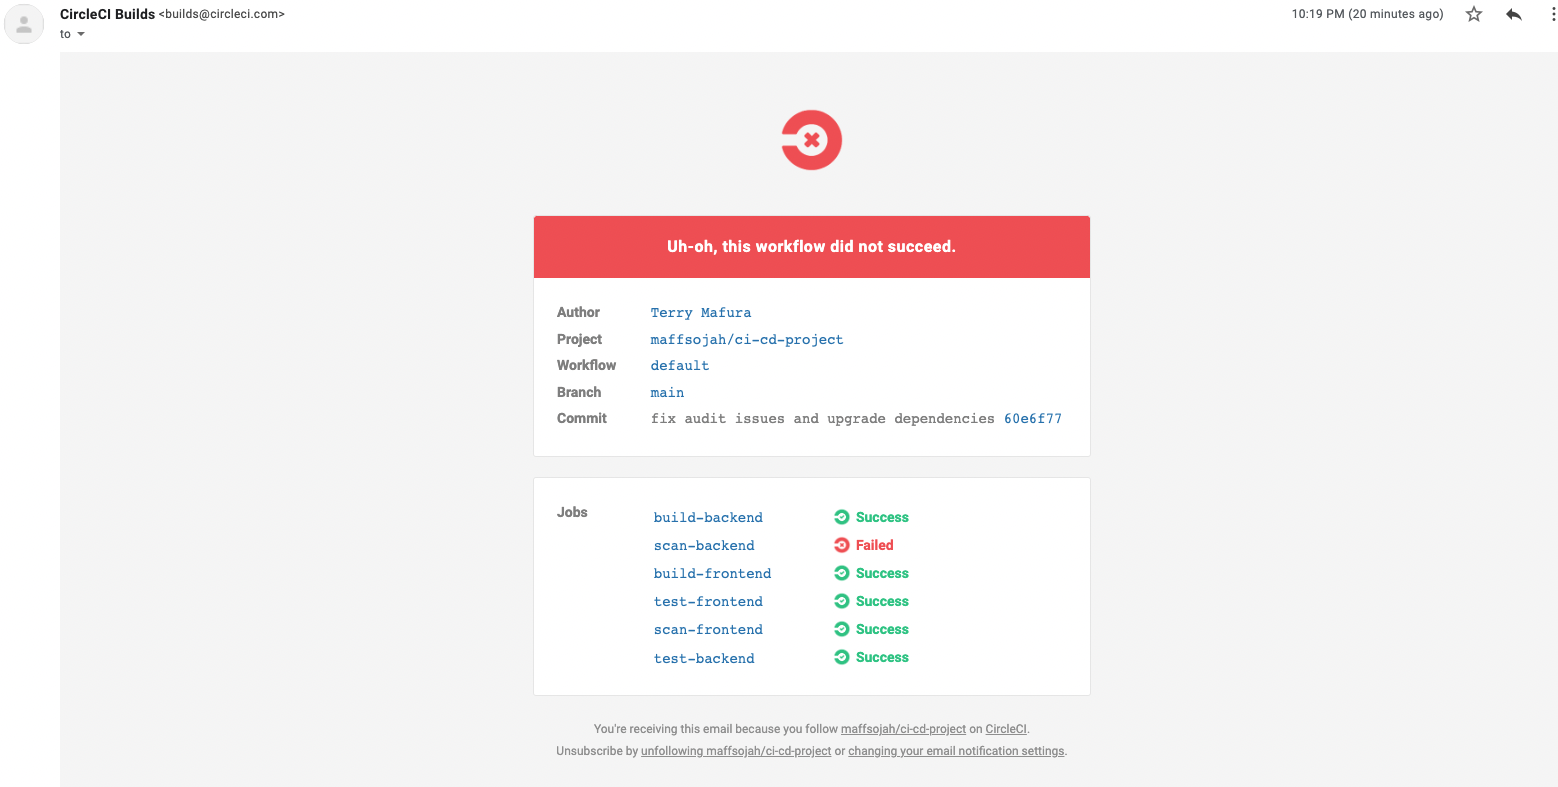 CircleCI Builds <builds@circleci.com>
10:19 PM (20 minutes ago)
to
Uh-oh, this workflow did not succeed.
Author Terry Mafura
Project maffsojah/ci-cd-project
Workflow default
Branch main
Commit fix audit issues and upgrade dependencies 60e6f77
Jobs
build-backend Success
scan-backend Failed
build-frontend Success
test-frontend Success
scan-frontend Success
test-backend Success
You're receiving this email because you follow maffsojah/ci-cd-project on CircleCI.
Unsubscribe by unfollowing maffsojah/ci-cd-project or changing your email notification settings.